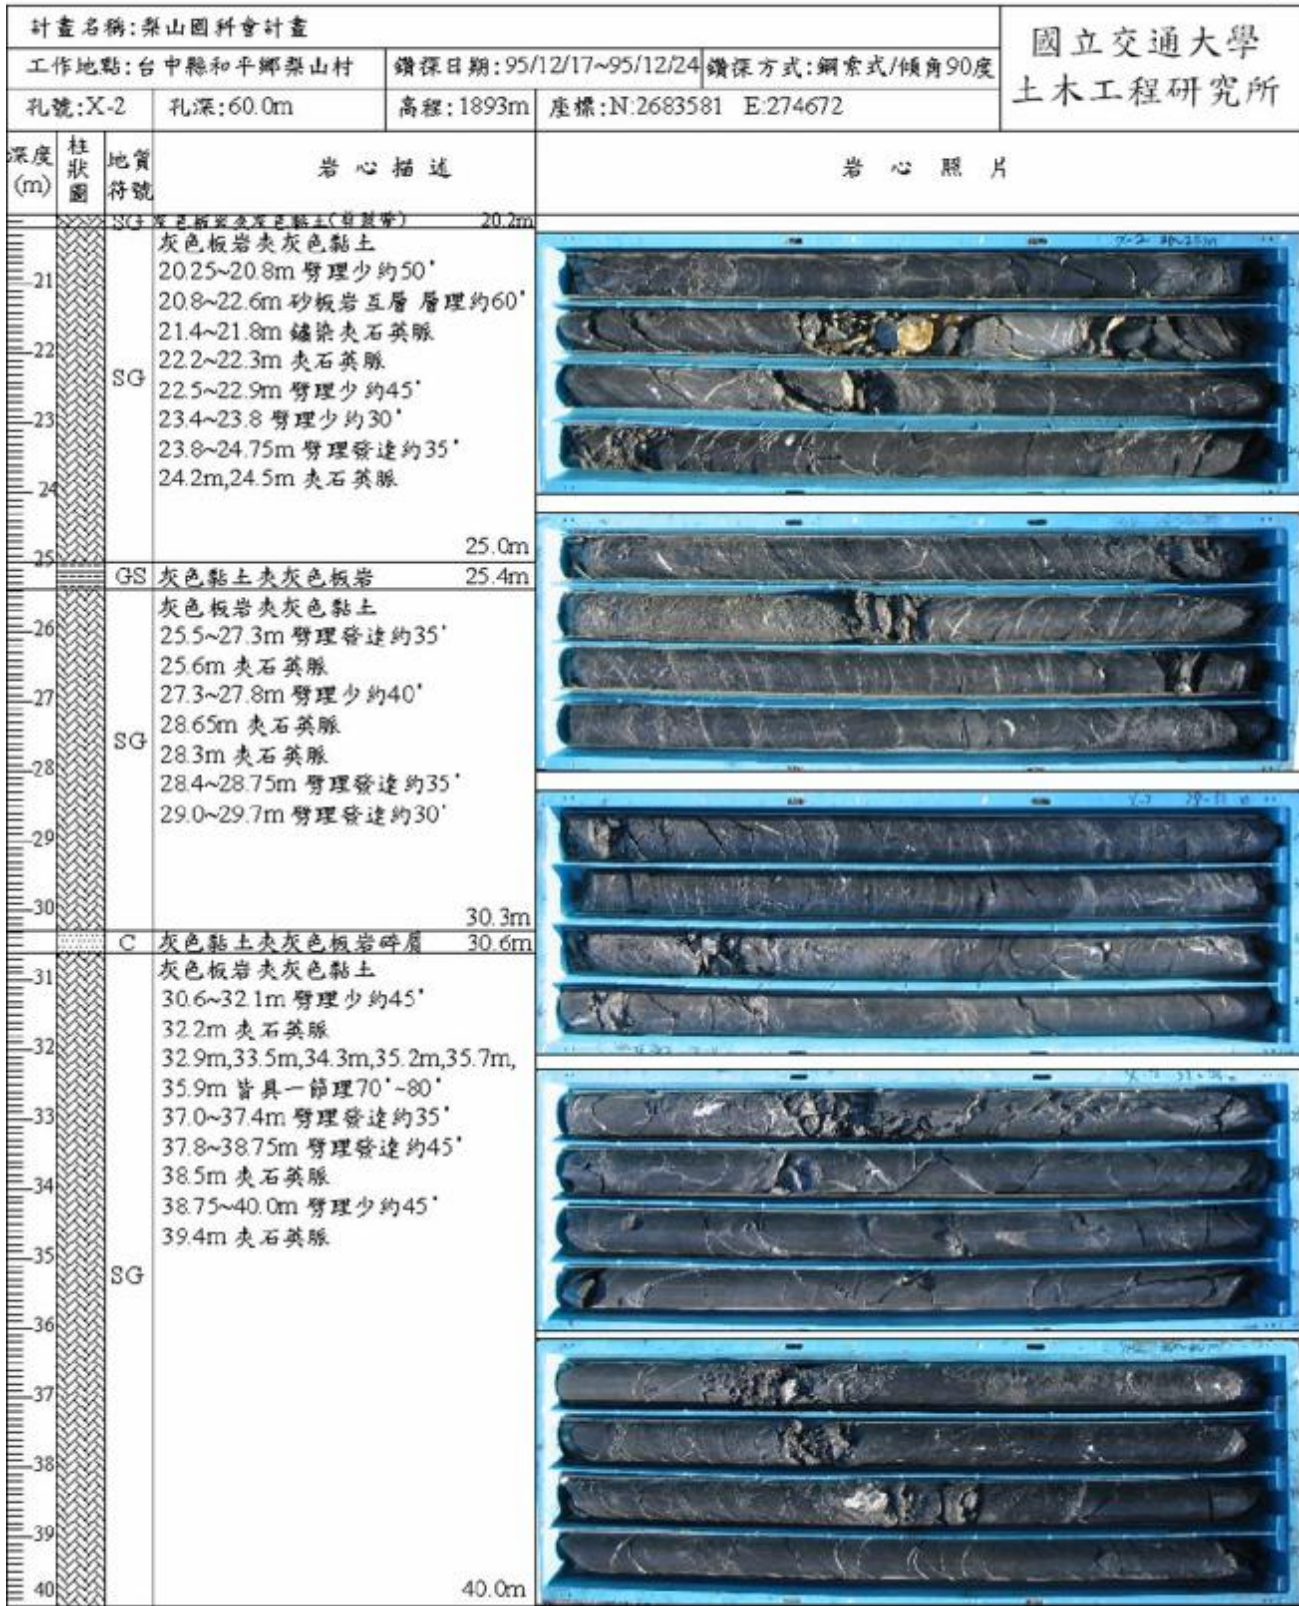 計畫名稱:梨山國科會計畫
國立交通大學
土木工程研究所
工作地點:台中縣和平鄉梨山村 鑽探日期:95/12/17~95/12/24 鑽探方式:鋼索式/傾角90度
孔號:X-2 孔深:60.0m 高程:1893m 座標:N:2683581 E:274672
深度(m) 柱狀圖 地質符號 岩心描述 岩心照片
SG 灰色板岩夾灰色黏土(剪裂帶) 20.2m
灰色板岩夾灰色黏土
20.25~20.8m 劈理少約50°
21
20.8~22.6m 砂板岩互層 層理約60°
21.4~21.8m 鏽染夾石英脈
22
22.2~22.3m 夾石英脈
SG
22.5~22.9m 劈理少約45°
23
23.4~23.8 劈理少約30°
23.8~24.75m 劈理發達約35°
24
24.2m,24.5m 夾石英脈
25.0m
25
GS 灰色黏土夾灰色板岩 25.4m
灰色板岩夾灰色黏土
26
25.5~27.3m 劈理發達約35°
25.6m 夾石英脈
27
27.3~27.8m 劈理少約40°
28.65m 夾石英脈
SG
28.3m 夾石英脈
28
28.4~28.75m 劈理發達約35°
29.0~29.7m 劈理發達約30°
29
30
30.3m
C 灰色黏土夾灰色板岩碎屑 30.6m
31
灰色板岩夾灰色黏土
30.6~32.1m 劈理少約45°
32.2m 夾石英脈
32
32.9m,33.5m,34.3m,35.2m,35.7m,
35.9m 皆具一節理70°~80°
33
37.0~37.4m 劈理發達約35°
37.8~38.75m 劈理發達約45°
34
38.5m 夾石英脈
38.75~40.0m 劈理少約45°
39.4m 夾石英脈
35
SG
36
37
38
39
40
40.0m